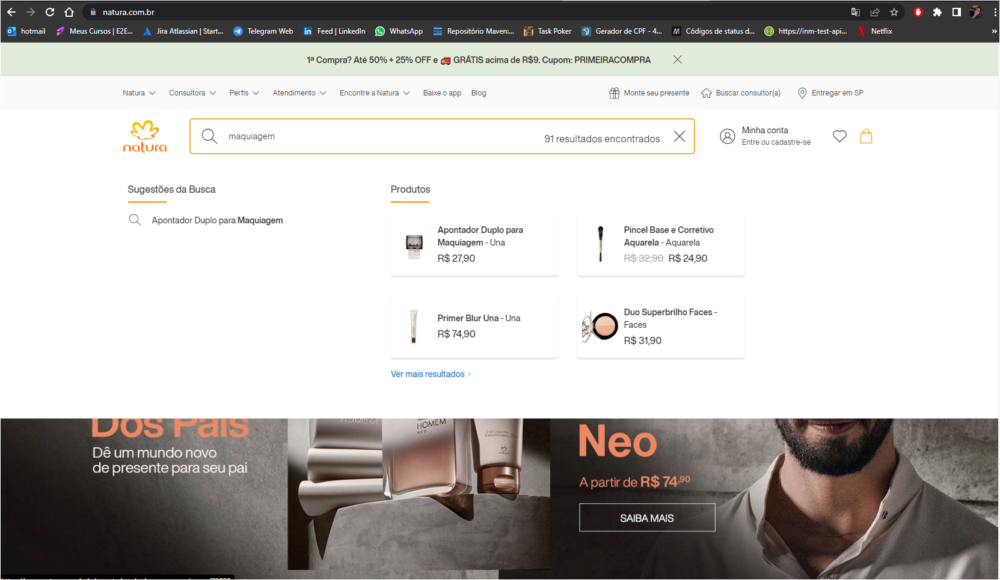 natura.com.br
hotmail Meus Cursos | E2E... Jira Atlassian | Start... Telegram Web Feed | LinkedIn WhatsApp Repositório Maven:... Task Poker Gerador de CPF - 4... Códigos de status d... https://inm-test-api... Netflix »
1ª Compra? Até 50% + 25% OFF e 🚚 GRÁTIS acima de R$9. Cupom: PRIMEIRACOMPRA
Natura Consultora Perfis Atendimento Encontre a Natura Baixe o app Blog Monte seu presente Buscar consultor(a) Entregar em SP
natura
maquiagem 91 resultados encontrados
Minha conta
Entre ou cadastre-se
Sugestões da Busca
Apontador Duplo para Maquiagem
Produtos
Apontador Duplo para
Maquiagem - Una
R$ 27,90
Pincel Base e Corretivo
Aquarela - Aquarela
R$ 32,90 R$ 24,90
Primer Blur Una - Una
R$ 74,90
Duo Superbrilho Faces -
Faces
R$ 31,90
Ver mais resultados
Dos Pais
Dê um mundo novo
de presente para seu pai
HOMEM
HOMEM
NEO
natura
Neo
A partir de R$ 74,90
SAIBA MAIS